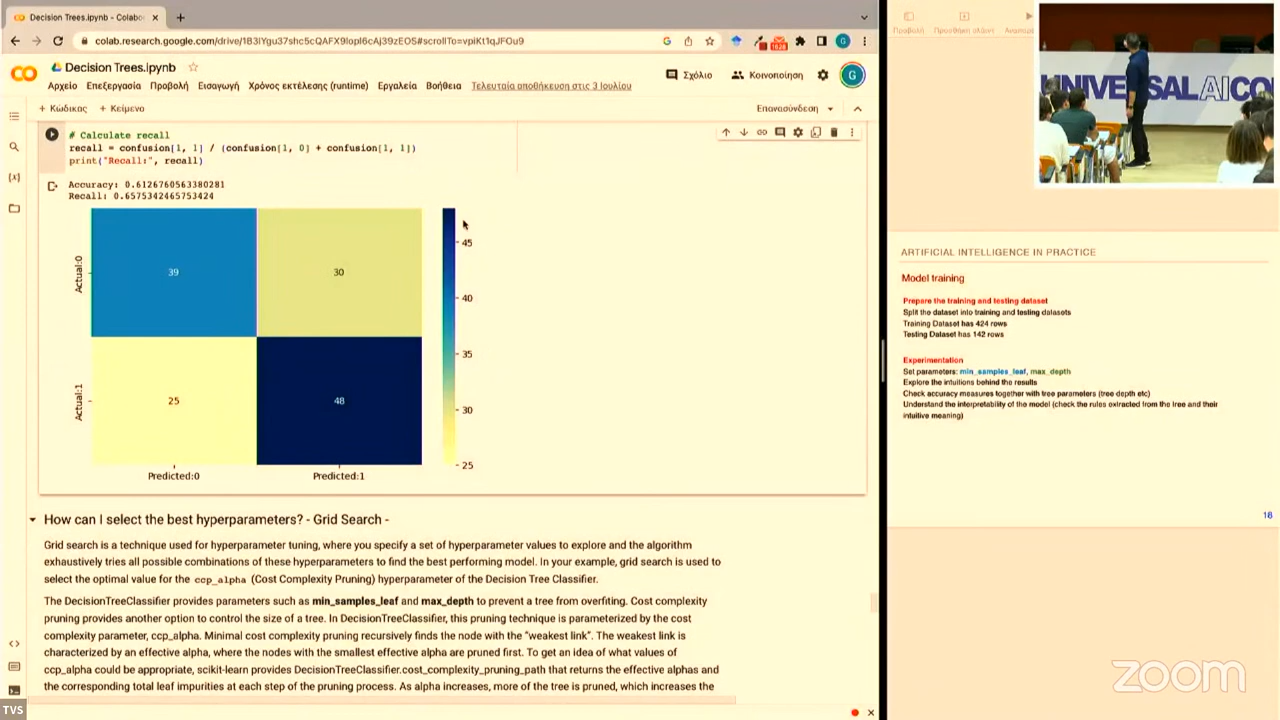 Decision Trees.ipynb - Colabo
colab.research.google.com/drive/183IYgu37shc5cQAFX9Iopl6cAj39zEOS#scrollTo=vpiKt1qJFOu9
Decision Trees.ipynb
Σχόλιο
Κοινοποίηση
G
Αρχείο Επεξεργασία Προβολή Εισαγωγή Χρόνος εκτέλεσης (runtime) Εργαλεία Βοήθεια Τελευταία αποθήκευση στις 3 Ιουλίου
+ Κώδικας + Κείμενο
Επανασύνδεση
# Calculate recall
recall = confusion[1, 1] / (confusion[1, 0] + confusion[1, 1])
print("Recall:", recall)
Accuracy: 0.6126760563380281
Recall: 0.6575342465753424
Actual:0
39
30
Actual:1
25
48
Predicted:0
Predicted:1
45
40
35
30
25
How can I select the best hyperparameters? - Grid Search -
Grid search is a technique used for hyperparameter tuning, where you specify a set of hyperparameter values to explore and the algorithm
exhaustively tries all possible combinations of these hyperparameters to find the best performing model. In your example, grid search is used to
select the optimal value for the ccp_alpha (Cost Complexity Pruning) hyperparameter of the Decision Tree Classifier.
The DecisionTreeClassifier provides parameters such as min_samples_leaf and max_depth to prevent a tree from overfiting. Cost complexity
pruning provides another option to control the size of a tree. In DecisionTreeClassifier, this pruning technique is parameterized by the cost
complexity parameter, ccp_alpha. Minimal cost complexity pruning recursively finds the node with the "weakest link". The weakest link is
characterized by an effective alpha, where the nodes with the smallest effective alpha are pruned first. To get an idea of what values of
ccp_alpha could be appropriate, scikit-learn provides DecisionTreeClassifier.cost_complexity_pruning_path that returns the effective alphas and
the corresponding total leaf impurities at each step of the pruning process. As alpha increases, more of the tree is pruned, which increases the
TVS
Προβολή Προσθήκη σλάιντ
UNIVERSAL AI CO
ARTIFICIAL INTELLIGENCE IN PRACTICE
Model training
Prepare the training and testing dataset
Split the dataset into training and testing datasets
Training Dataset has 424 rows
Testing Dataset has 142 rows
Experimentation
Set parameters: min_samples_leaf, max_depth
Explore the intuitions behind the results
Check accuracy measures together with tree parameters (tree depth etc)
Understand the interpretability of the model (check the rules extracted from the tree and their
intuitive meaning)
18
zoom